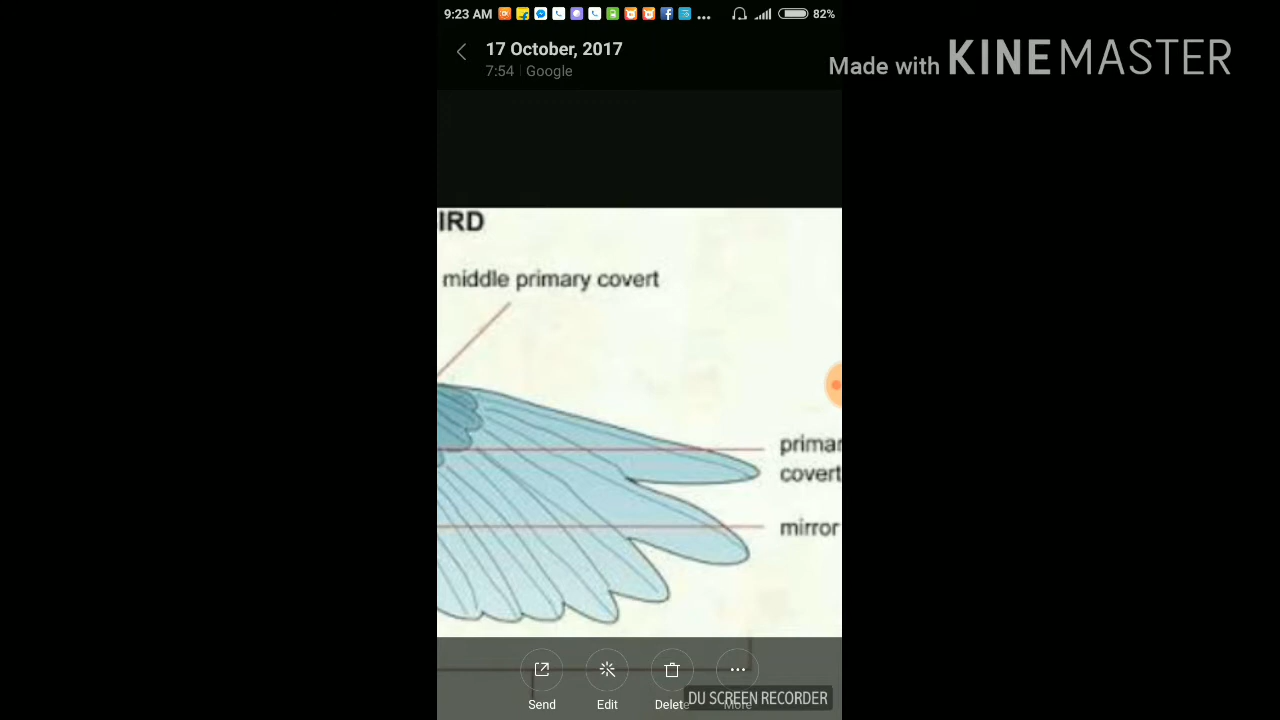 9:23 AM
82%
17 October, 2017
7:54 | Google
Made with KINEMASTER
IRD
middle primary covert
primar
covert
mirror
Send
Edit
Delete
More
DU SCREEN RECORDER